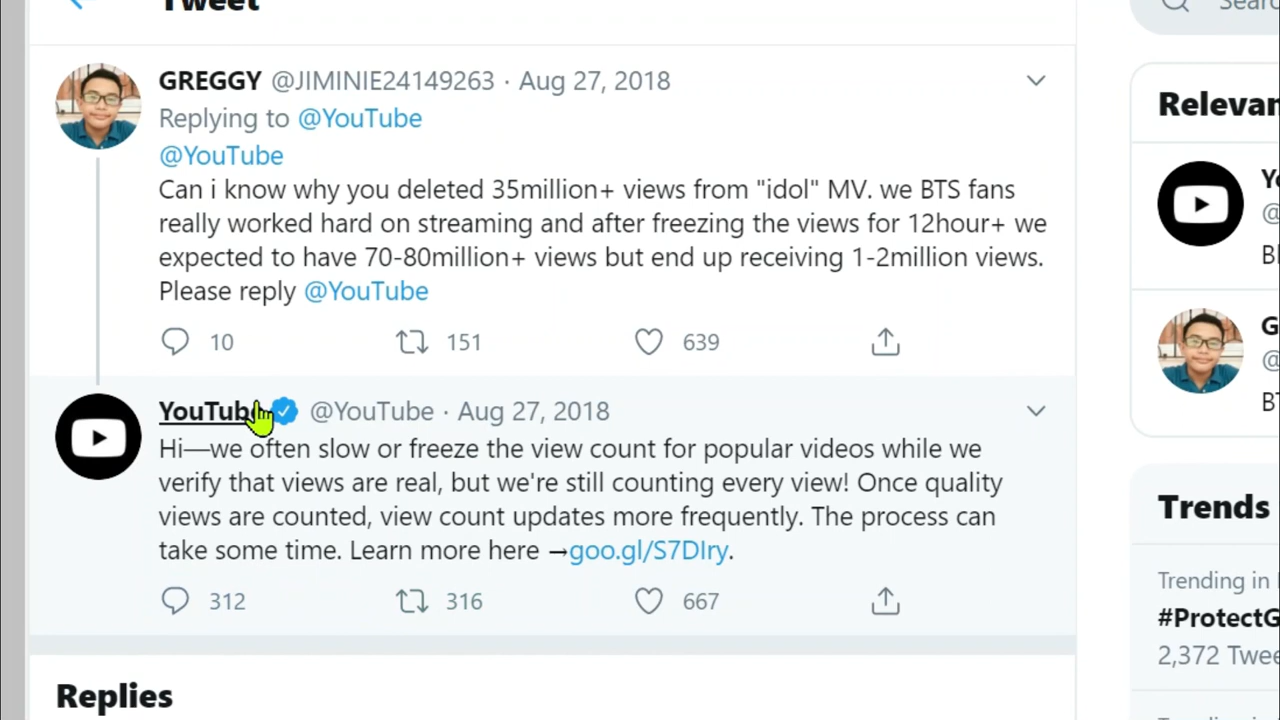 Tweet
GREGGY @JIMINIE24149263 · Aug 27, 2018
Replying to @YouTube
@YouTube
Can i know why you deleted 35million+ views from "idol" MV. we BTS fans
really worked hard on streaming and after freezing the views for 12hour+ we
expected to have 70-80million+ views but end up receiving 1-2million views.
Please reply @YouTube
10 151 639
YouTube @YouTube · Aug 27, 2018
Hi—we often slow or freeze the view count for popular videos while we
verify that views are real, but we're still counting every view! Once quality
views are counted, view count updates more frequently. The process can
take some time. Learn more here →goo.gl/S7DIry.
312 316 667
Replies
Trends
Trending in